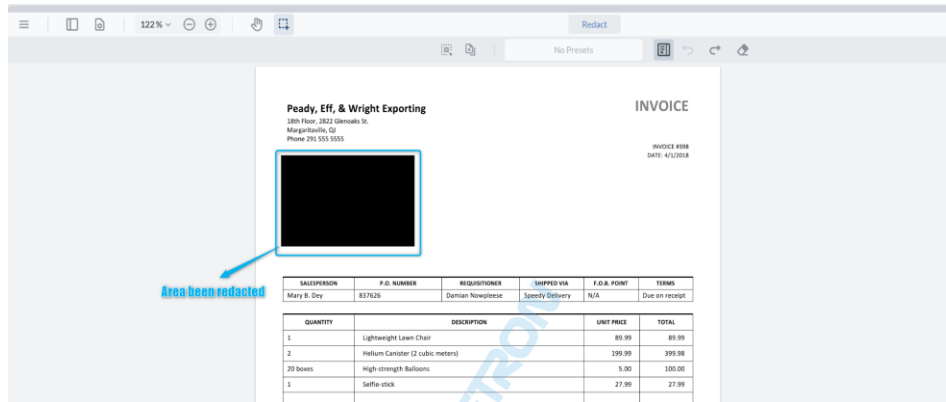 122%
Redact
No Presets
Peady, Eff, & Wright Exporting
INVOICE
18th Floor, 2822 Glenoaks St.
Margaritaville, QJ
Phone 291 555 5555
INVOICE #998
DATE: 4/1/2018
Area been redacted
SALESPERSON P.O. NUMBER REQUISITIONER SHIPPED VIA F.O.B. POINT TERMS
Mary B. Dey 837626 Damian Nowpleese Speedy Delivery N/A Due on receipt
QUANTITY DESCRIPTION UNIT PRICE TOTAL
1 Lightweight Lawn Chair 89.99 89.99
2 Helium Canister (2 cubic meters) 199.99 399.98
20 boxes High-strength Balloons 5.00 100.00
1 Selfie-stick 27.99 27.99
TRON